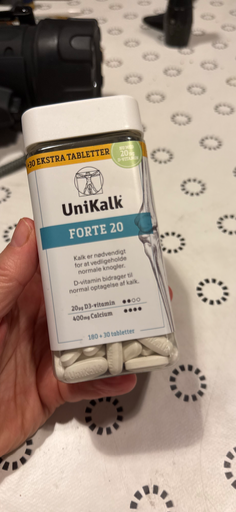 +30 EKSTRA TABLETTER
UniKalk
FORTE 20
Kalk er nødvendigt
for at vedligeholde
normale knogler.
D-vitamin bidrager til
normal optagelse af kalk.
20µg D3-vitamin
400mg Calcium
180 + 30 tabletter